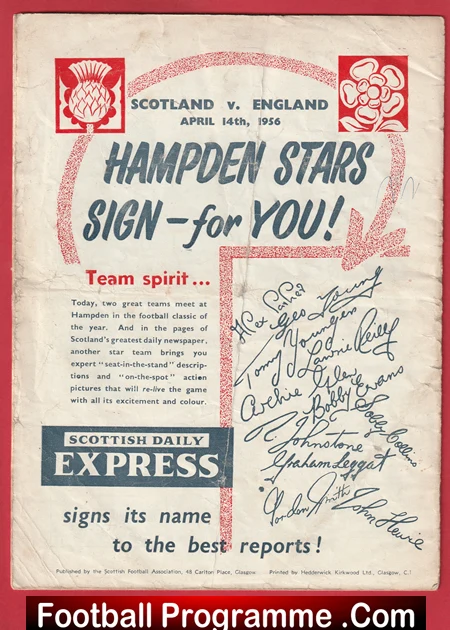 SCOTLAND v. ENGLAND
APRIL 14th, 1956
HAMPDEN STARS
SIGN - for YOU!
Team spirit ...
Today, two great teams meet at
Hampden in the football classic of
the year. And in the pages of
Scotland's greatest daily newspaper,
another star team brings you
expert "seat-in-the-stand" descrip-
tions and "on-the-spot" action
pictures that will re-live the game
with all its excitement and colour.
SCOTTISH DAILY
EXPRESS
signs its name
to the best reports!
Alex Parker
Geo Young
Tommy Younger
Lawrie Reilly
Archie Glen
Bobby Evans
Bobby Collins
R. Johnstone
Graham Leggat
Gordon Smith
John Hewie
Published by the Scottish Football Association, 48 Carlton Place, Glasgow.
Printed by Hedderwick Kirkwood Ltd., Glasgow, C.1
Football Programme .Com